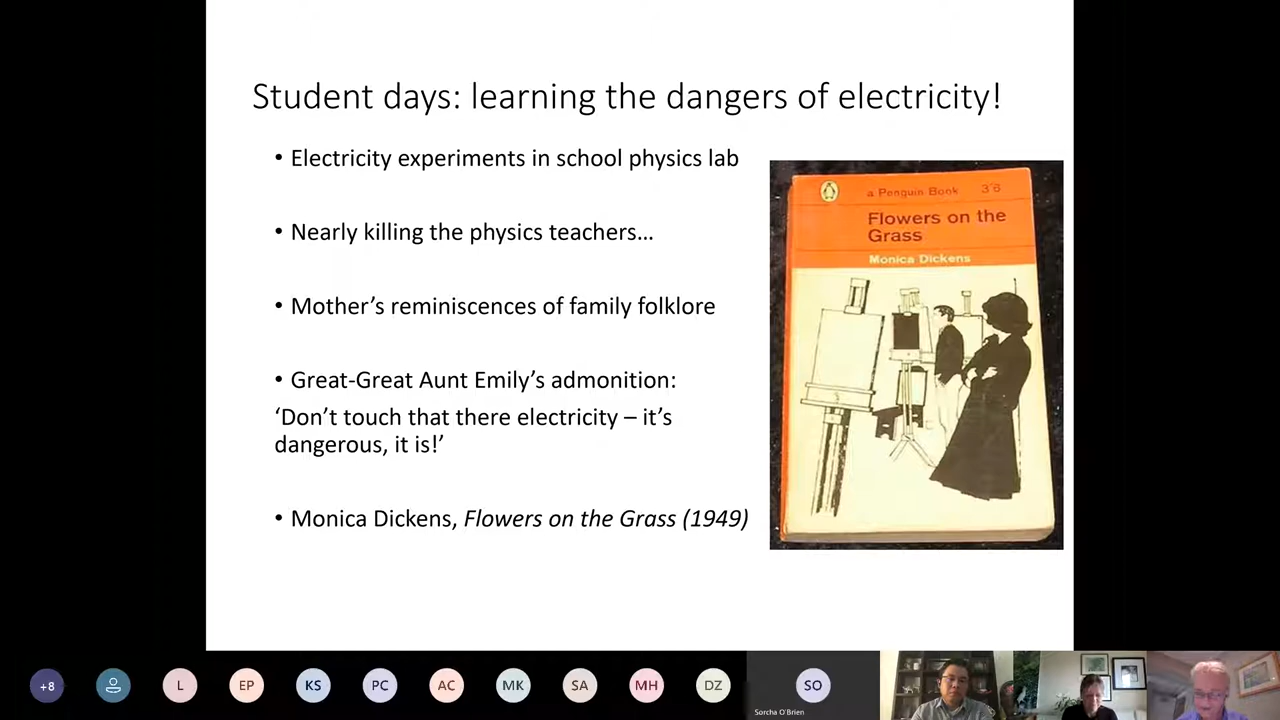 Student days: learning the dangers of electricity!
• Electricity experiments in school physics lab
• Nearly killing the physics teachers…
• Mother’s reminiscences of family folklore
• Great-Great Aunt Emily’s admonition:
‘Don’t touch that there electricity – it’s
dangerous, it is!’
• Monica Dickens, Flowers on the Grass (1949)
a Penguin Book 3'6
Flowers on the
Grass
Monica Dickens
+8
L
EP
KS
PC
AC
MK
SA
MH
DZ
SO
Sorcha O'Brien